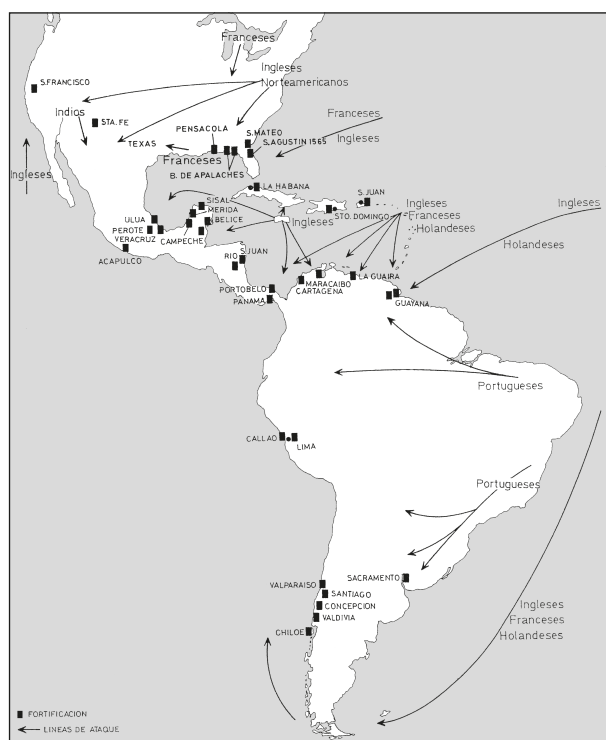 Franceses
Ingleses
Norteamericanos
S.FRANCISCO
Indios
STA. FE
PENSACOLA
S.MATEO
S.AGUSTIN 1565
Franceses
Ingleses
TEXAS
Franceses
B. DE APALACHES
Ingleses
LA HABANA
S. JUAN
SISAL
MERIDA
BELICE
STO. DOMINGO
Ingleses
Ingleses
Franceses
Holandeses
Ingleses
Holandeses
ULUA
PEROTE
VERACRUZ
CAMPECHE
ACAPULCO
S.JUAN
RIO
PORTOBELO
PANAMA
MARACAIBO
CARTAGENA
LA GUAIRA
GUAYANA
Portugueses
CALLAO
LIMA
Portugueses
SACRAMENTO
VALPARAISO
SANTIAGO
CONCEPCION
VALDIVIA
CHILOE
Ingleses
Franceses
Holandeses
FORTIFICACION
LINEAS DE ATAQUE